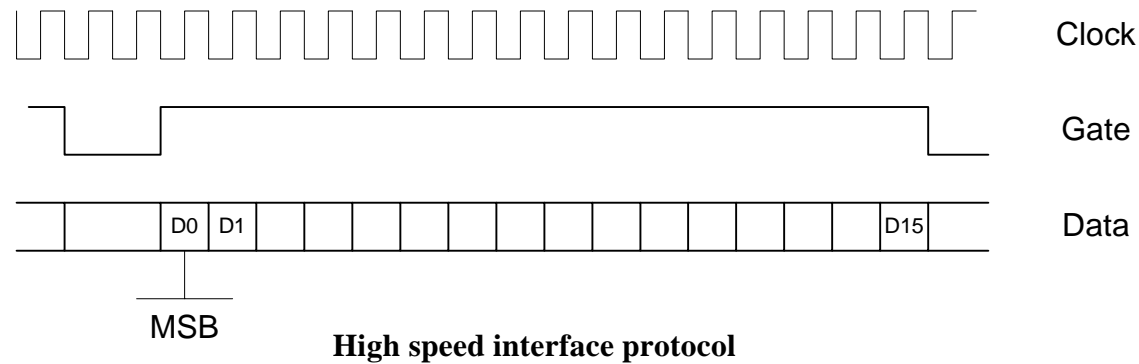 Clock
Gate
D0 D1 D15 Data
MSB
High speed interface protocol